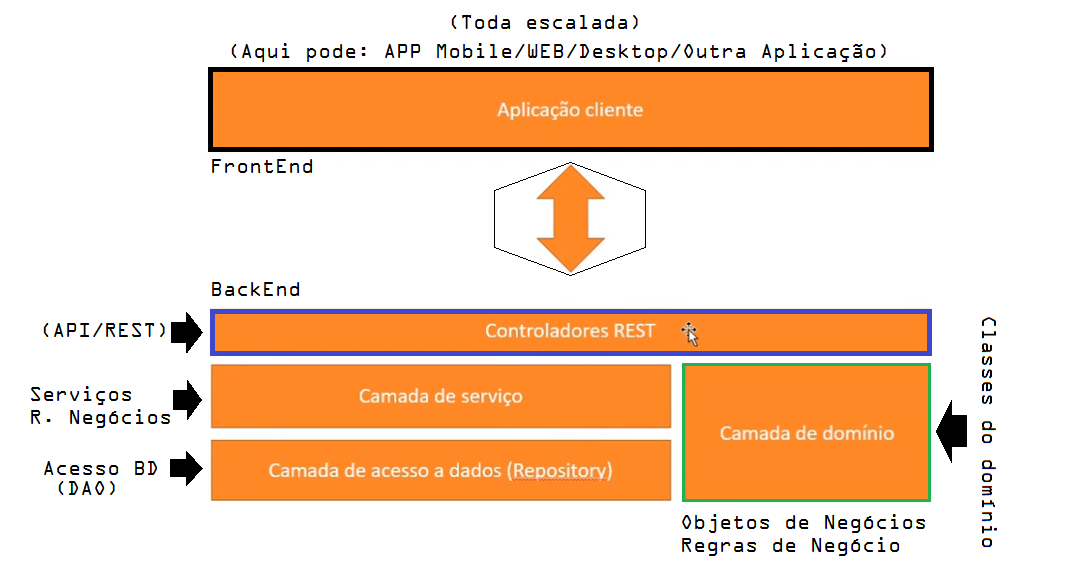 (Toda escalada)
(Aqui pode: APP Mobile/WEB/Desktop/Outra Aplicação)
Aplicação cliente
FrontEnd
BackEnd
(API/REST)
Controladores REST
Serviços
R. Negócios
Camada de serviço
Camada de domínio
Classes do domínio
Acesso BD
(DAO)
Camada de acesso a dados (Repository)
Objetos de Negócios
Regras de Negócio